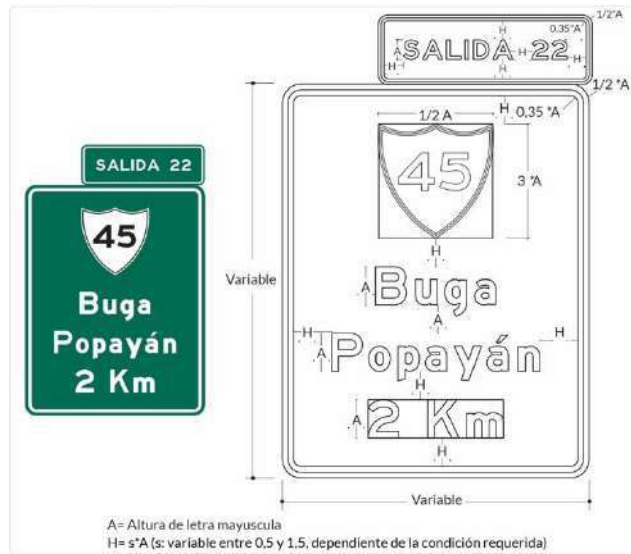 SALIDA 22
45
Buga
Popayán
2 Km
1/2*A
0.35*A
H
A SALIDA 22 H
H
H
1/2 *A
H 0,35 *A
1/2 A
45
3 *A
H
Variable
A Buga
A
H A Popayán H
H
A 2 Km
H
Variable
A= Altura de letra mayuscula
H= s*A (s: variable entre 0,5 y 1,5, dependiente de la condición requerida)